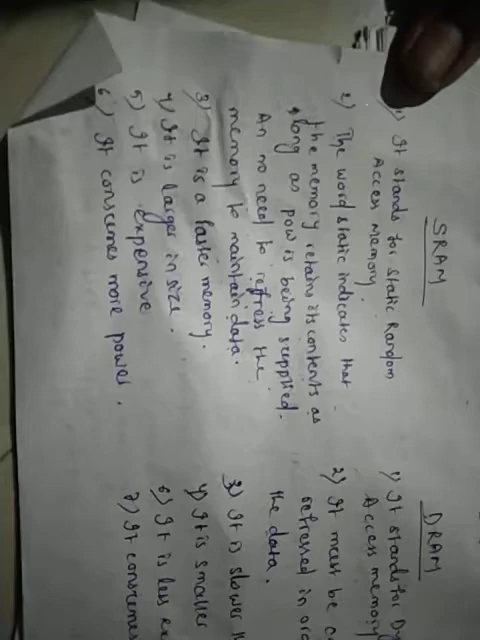 SRAM
1) It stands for Static Random
Access Memory.
2) The word static indicates that
the memory retains its contents as
long as pow is being supplied.
An no need to refress the
memory to maintain data.
3) It is a faster memory.
4) It is larger in size.
5) It is expensive
6) It consumes more power.
DRAM
1) It stands for
Access memory
2) It must be
refressed in
the data.
3) It is slower
4) It is smaller
6) It is less
7) It consumes